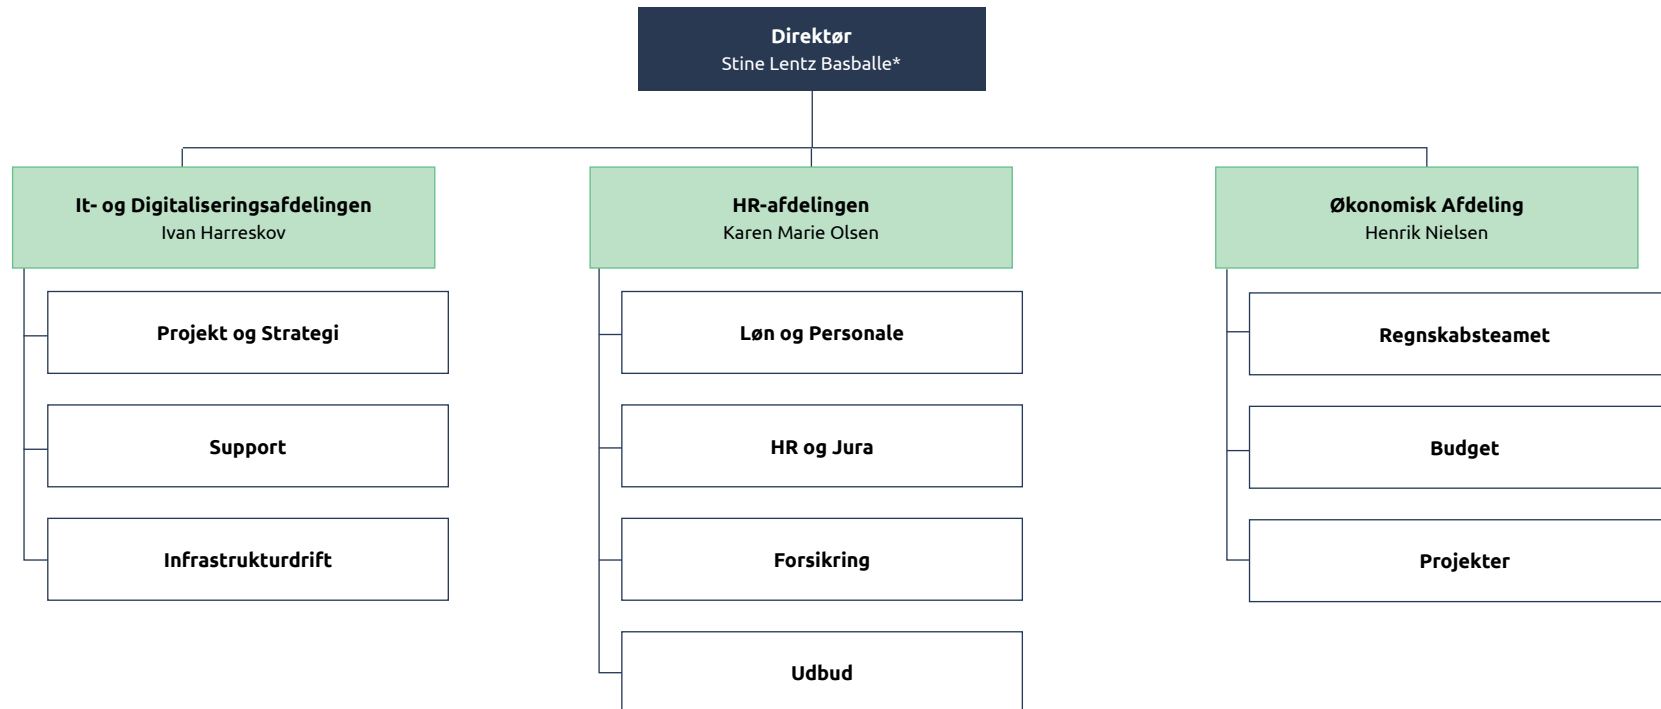 Direktør
Stine Lentz Basballe*
It- og Digitaliseringsafdelingen
Ivan Harreskov
Projekt og Strategi
Support
Infrastrukturdrift
HR-afdelingen
Karen Marie Olsen
Løn og Personale
HR og Jura
Forsikring
Udbud
Økonomisk Afdeling
Henrik Nielsen
Regnskabsteamet
Budget
Projekter